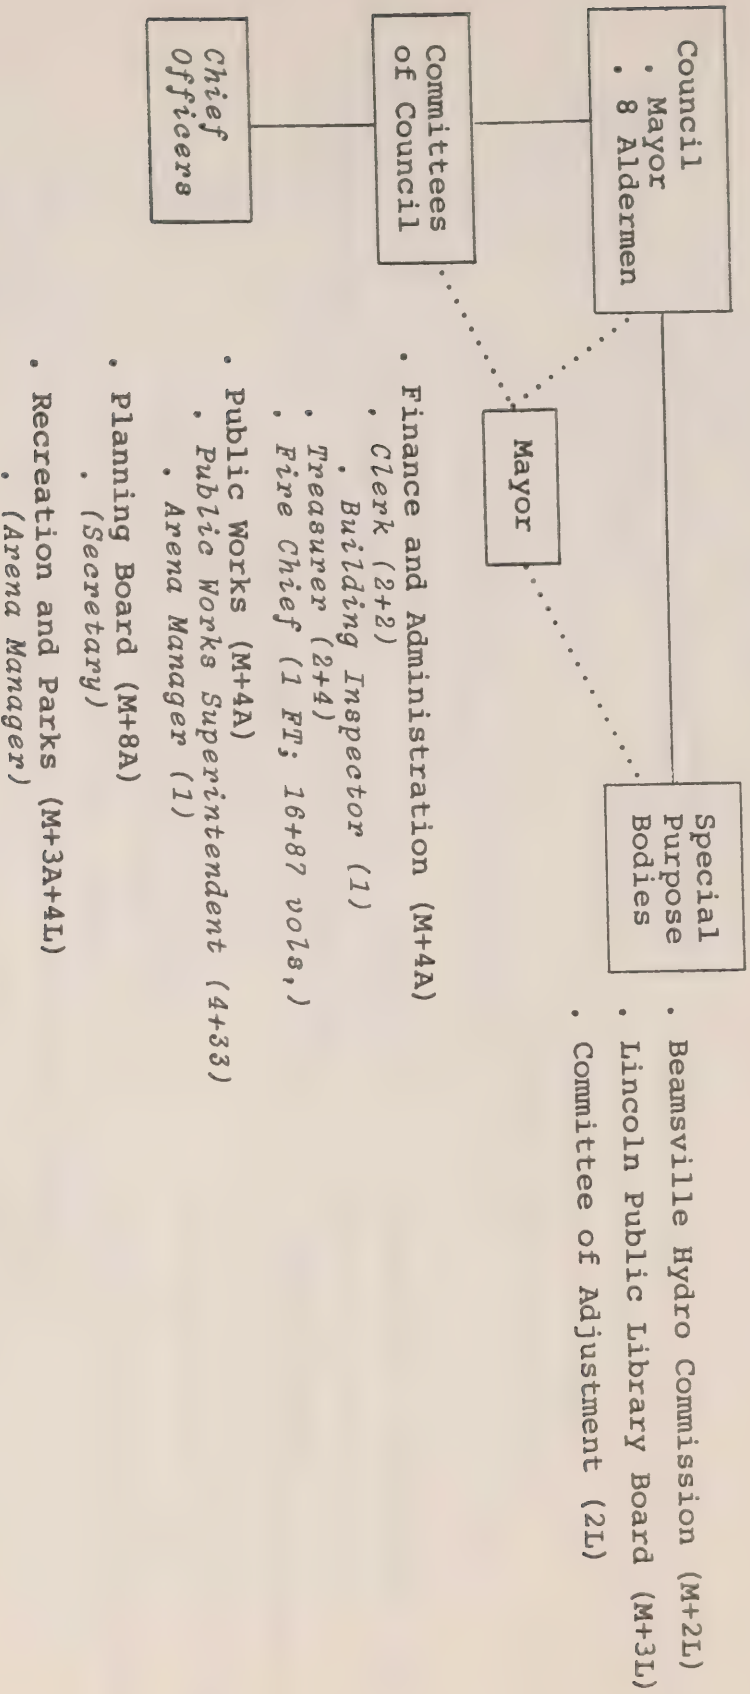 Council
. Mayor
. 8 Aldermen
Special
Purpose
Bodies
. Beamsville Hydro Commission (M+2L)
. Lincoln Public Library Board (M+3L)
. Committee of Adjustment (2L)
Mayor
Committees
of Council
. Finance and Administration (M+4A)
. Clerk (2+2)
. Building Inspector (1)
. Treasurer (2+4)
. Fire Chief (1 FT; 16+87 vols,)
Chief
Officers
. Public Works (M+4A)
. Public Works Superintendent (4+33)
. Arena Manager (1)
. Planning Board (M+8A)
. (Secretary)
. Recreation and Parks (M+3A+4L)
. (Arena Manager)